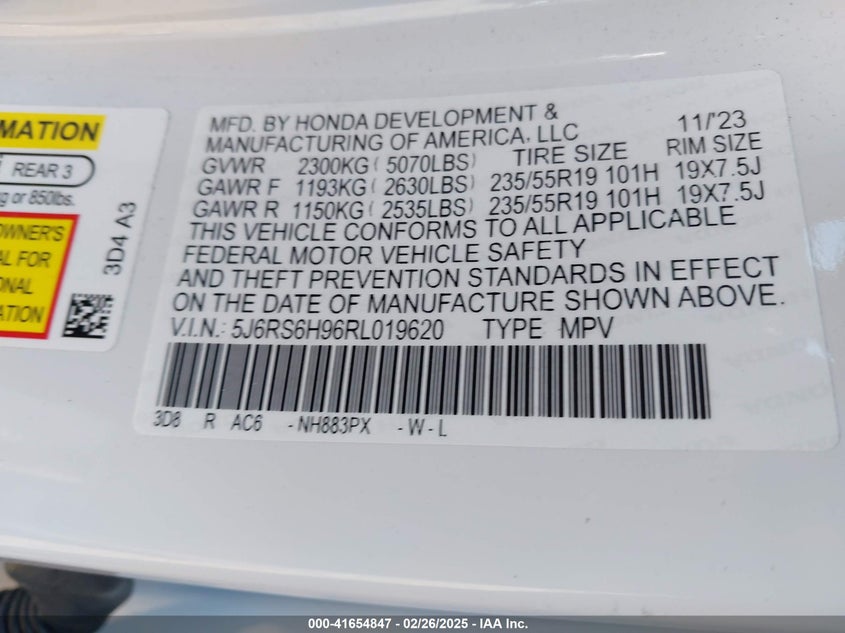 MATION
REAR 3
g or 850lbs.
OWNER'S
AL FOR
ONAL
ATION
3D4 A3
MFD. BY HONDA DEVELOPMENT &
MANUFACTURING OF AMERICA, LLC 11/'23
GVWR 2300KG ( 5070LBS) TIRE SIZE RIM SIZE
GAWR F 1193KG ( 2630LBS) 235/55R19 101H 19X7.5J
GAWR R 1150KG ( 2535LBS) 235/55R19 101H 19X7.5J
THIS VEHICLE CONFORMS TO ALL APPLICABLE
FEDERAL MOTOR VEHICLE SAFETY
AND THEFT PREVENTION STANDARDS IN EFFECT
ON THE DATE OF MANUFACTURE SHOWN ABOVE.
V.I.N.: 5J6RS6H96RL019620 TYPE MPV
3D8 R AC6 -NH883PX -W-L
000-41654847 - 02/26/2025 - IAA Inc.